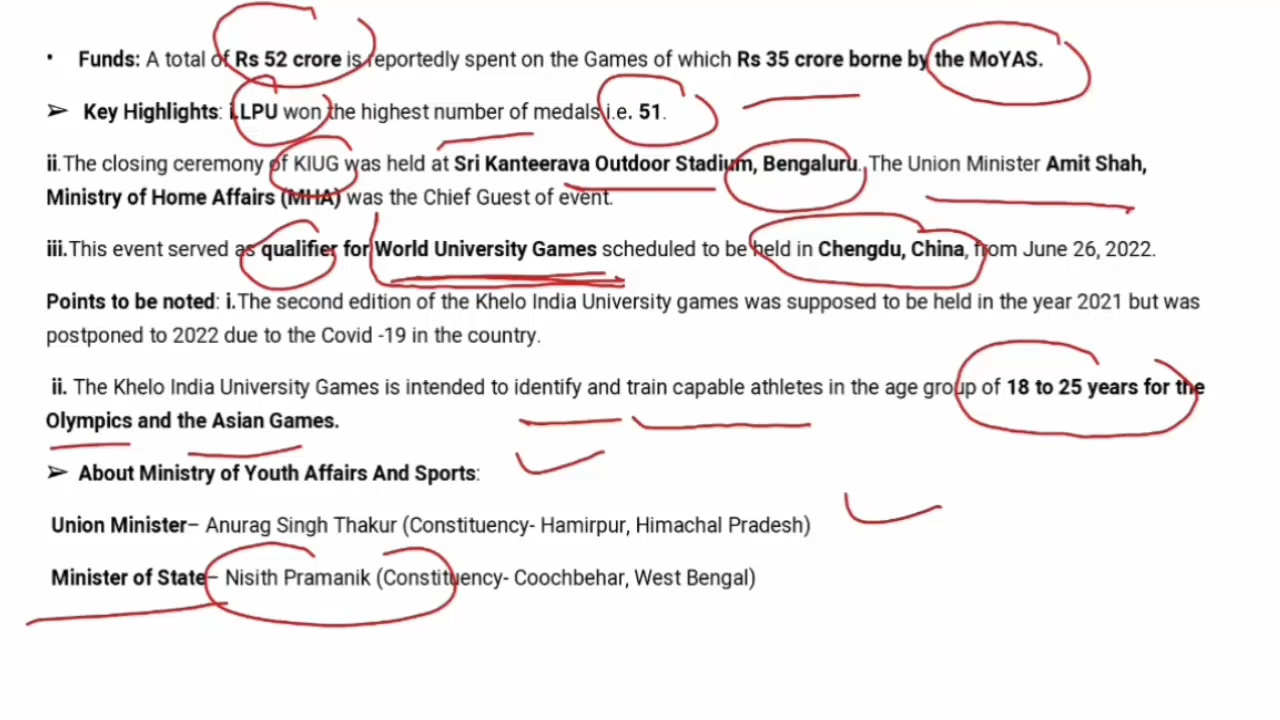 • Funds: A total of Rs 52 crore is reportedly spent on the Games of which Rs 35 crore borne by the MoYAS.
➢ Key Highlights: i.LPU won the highest number of medals i.e. 51.
ii.The closing ceremony of KIUG was held at Sri Kanteerava Outdoor Stadium, Bengaluru. The Union Minister Amit Shah,
Ministry of Home Affairs (MHA) was the Chief Guest of event.
iii.This event served as qualifier for World University Games scheduled to be held in Chengdu, China, from June 26, 2022.
Points to be noted: i.The second edition of the Khelo India University games was supposed to be held in the year 2021 but was
postponed to 2022 due to the Covid -19 in the country.
ii. The Khelo India University Games is intended to identify and train capable athletes in the age group of 18 to 25 years for the
Olympics and the Asian Games.
➢ About Ministry of Youth Affairs And Sports:
Union Minister– Anurag Singh Thakur (Constituency- Hamirpur, Himachal Pradesh)
Minister of State– Nisith Pramanik (Constituency- Coochbehar, West Bengal)